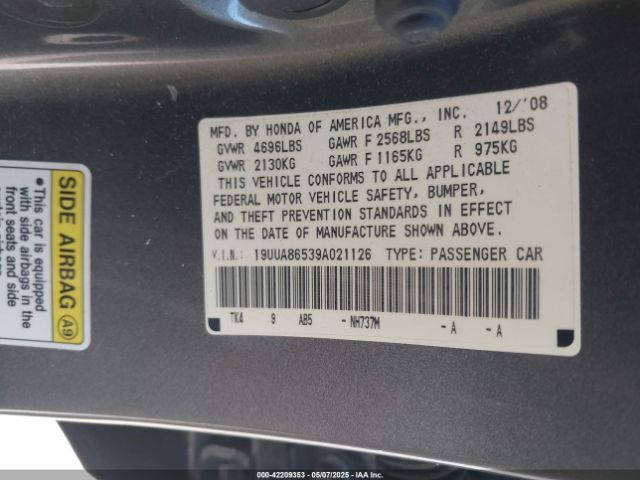 MFD. BY HONDA OF AMERICA MFG., INC. 12/'08
GVWR 4696LBS GAWR F 2568LBS R 2149LBS
GVWR 2130KG GAWR F 1165KG R 975KG
THIS VEHICLE CONFORMS TO ALL APPLICABLE
FEDERAL MOTOR VEHICLE SAFETY, BUMPER,
AND THEFT PREVENTION STANDARDS IN EFFECT
ON THE DATE OF MANUFACTURE SHOWN ABOVE.
V.I.N.: 19UUA86539A021126 TYPE: PASSENGER CAR
TK4 9 AB5 - NH737M - A - A
SIDE AIRBAG A9
• This car is equipped
with side airbags in the
front seats and side
000-42209353 - 05/07/2025 - IAA Inc.